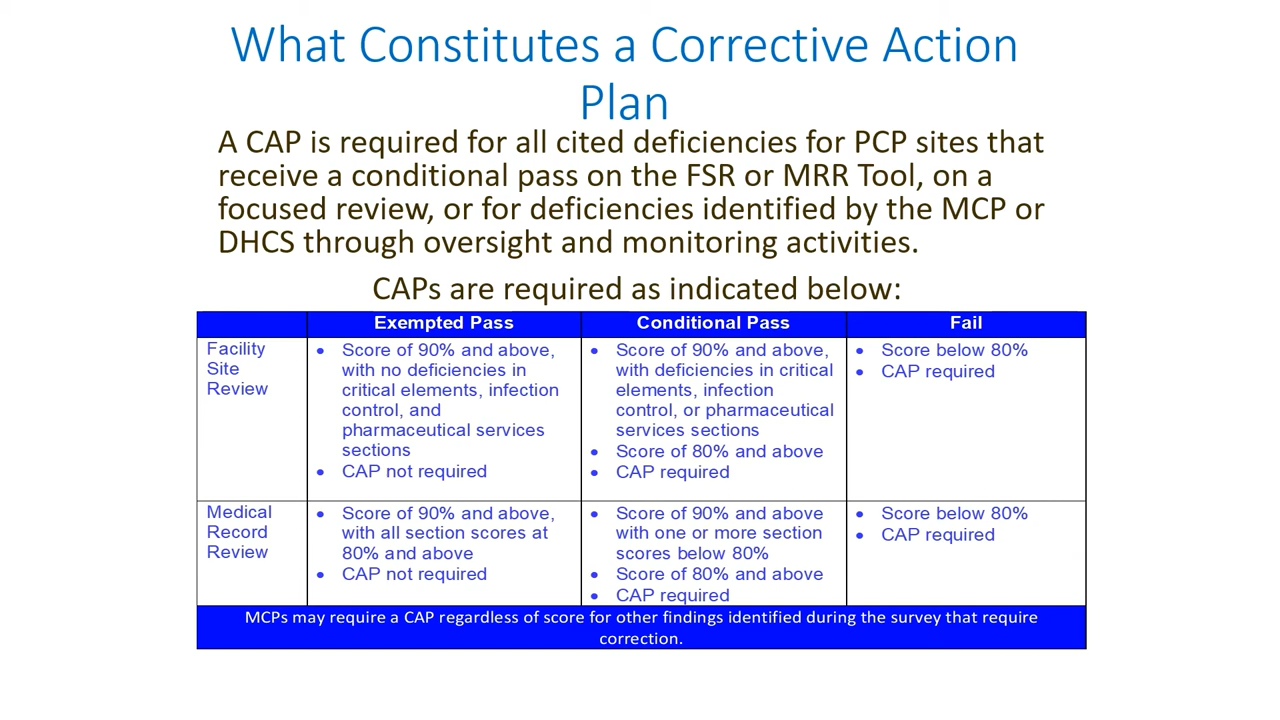 What Constitutes a Corrective Action
Plan
A CAP is required for all cited deficiencies for PCP sites that
receive a conditional pass on the FSR or MRR Tool, on a
focused review, or for deficiencies identified by the MCP or
DHCS through oversight and monitoring activities.
CAPs are required as indicated below:
Exempted Pass
Conditional Pass
Fail
Facility
Site
Review
• Score of 90% and above,
with no deficiencies in
critical elements, infection
control, and
pharmaceutical services
sections
• CAP not required
• Score of 90% and above,
with deficiencies in critical
elements, infection
control, or pharmaceutical
services sections
• Score of 80% and above
• CAP required
• Score below 80%
• CAP required
Medical
Record
Review
• Score of 90% and above,
with all section scores at
80% and above
• CAP not required
• Score of 90% and above
with one or more section
scores below 80%
• Score of 80% and above
• CAP required
• Score below 80%
• CAP required
MCPs may require a CAP regardless of score for other findings identified during the survey that require
correction.